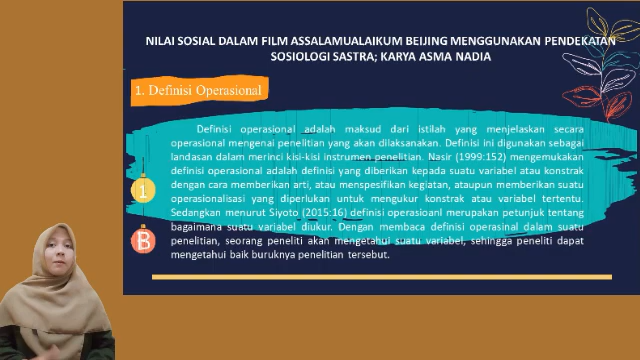 NILAI SOSIAL DALAM FILM ASSALAMUALAIKUM BEIJING MENGGUNAKAN PENDEKATAN
SOSIOLOGI SASTRA; KARYA ASMA NADIA
1. Definisi Operasional
Definisi operasional adalah maksud dari istilah yang menjelaskan secara
operasional mengenai penelitian yang akan dilaksanakan. Definisi ini digunakan sebagai
landasan dalam merinci kisi-kisi instrumen penelitian. Nasir (1999:152) mengemukakan
definisi operasional adalah definisi yang diberikan kepada suatu variabel atau konstrak
dengan cara memberikan arti, atau menspesifikan kegiatan, ataupun memberikan suatu
operasionalisasi yang diperlukan untuk mengukur konstrak atau variabel tertentu.
Sedangkan menurut Siyoto (2015:16) definisi operasioanl merupakan petunjuk tentang
bagaimana suatu variabel diukur. Dengan membaca definisi operasinal dalam suatu
penelitian, seorang peneliti akan mengetahui suatu variabel, sehingga peneliti dapat
mengetahui baik buruknya penelitian tersebut.
1
B